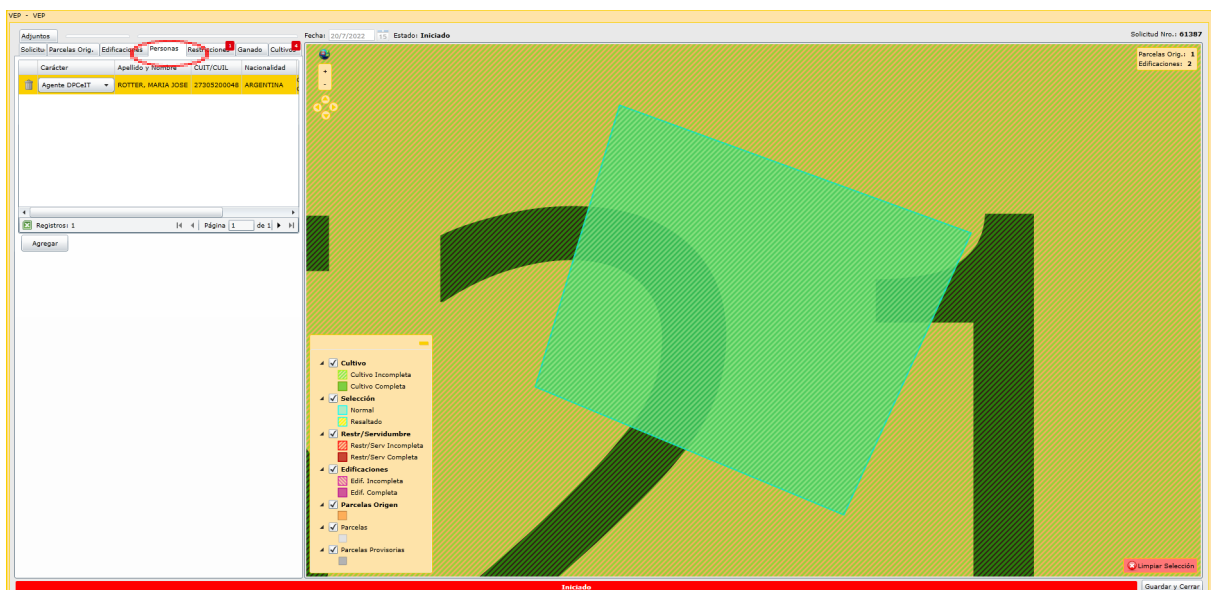 VEP - VEP
Adjuntos
Fecha: 20/7/2022 15 Estado: Iniciado
Solicitud Nro.: 61387
Parcelas Orig. Edificaciones Personas Restricciones 3 Ganado Cultivos 4
Parcelas Orig.: 1
Edificaciones: 2
Carácter Apellido y Nombre CUIT/CUIL Nacionalidad
Agente DPCeIT ROTTER, MARIA JOSE 27305200048 ARGENTINA
Registros: 1 Página 1 de 1
Agregar
21
Cultivo
Cultivo Incompleta
Cultivo Completa
Selección
Normal
Resaltado
Restr/Servidumbre
Restr/Serv Incompleta
Restr/Serv Completa
Edificaciones
Edif. Incompleta
Edif. Completa
Parcelas Origen
Parcelas
Parcelas Provisorias
Limpiar Selección
Iniciado
Guardar y Cerrar